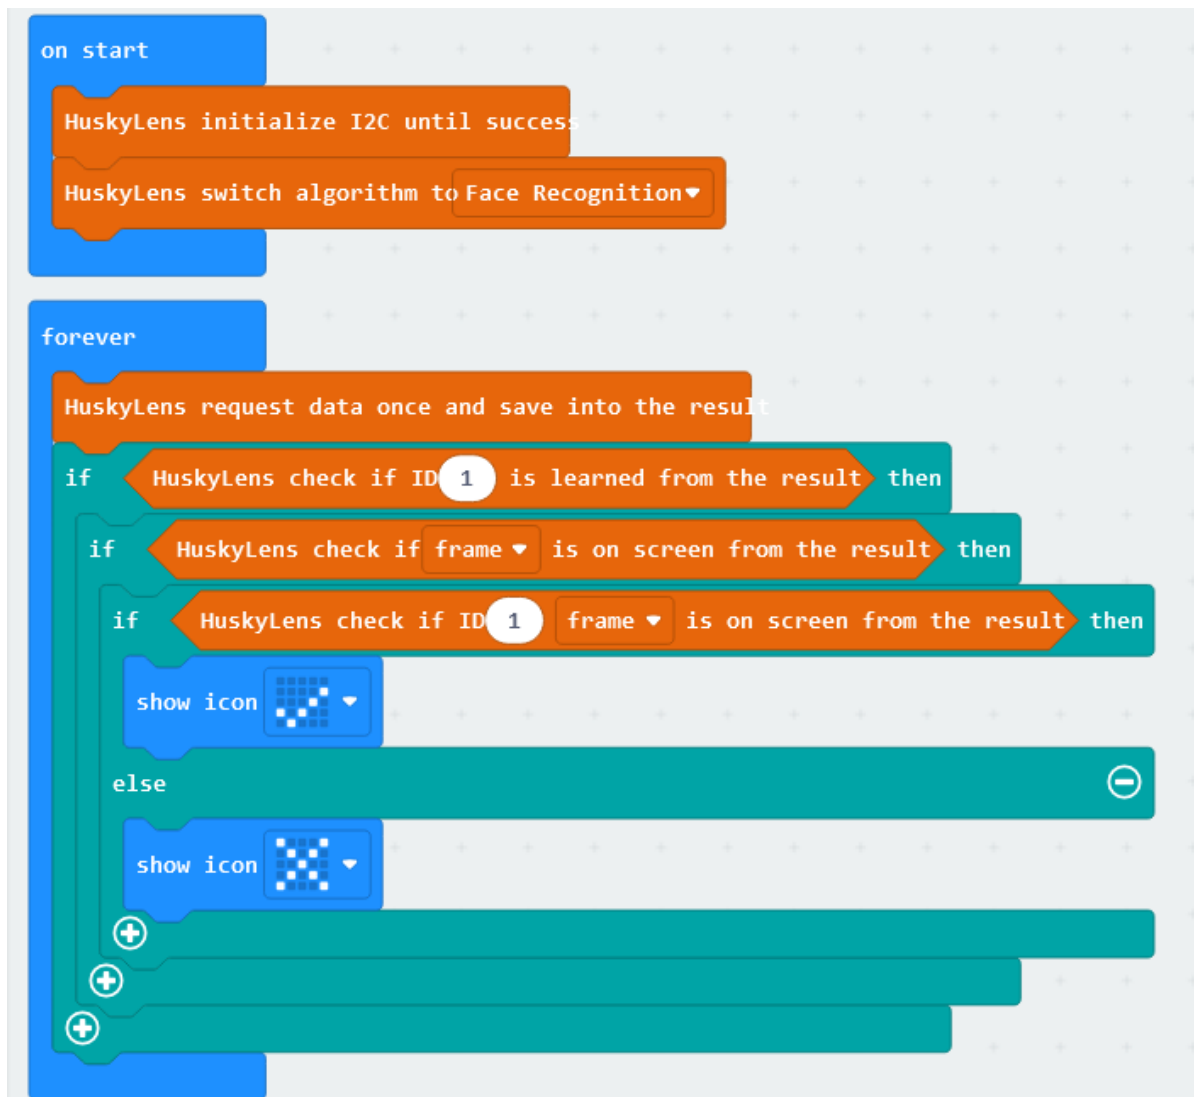 on start
HuskyLens initialize I2C until success
HuskyLens switch algorithm to Face Recognition
forever
HuskyLens request data once and save into the result
if HuskyLens check if ID 1 is learned from the result then
if HuskyLens check if frame is on screen from the result then
if HuskyLens check if ID 1 frame is on screen from the result then
show icon
else
show icon